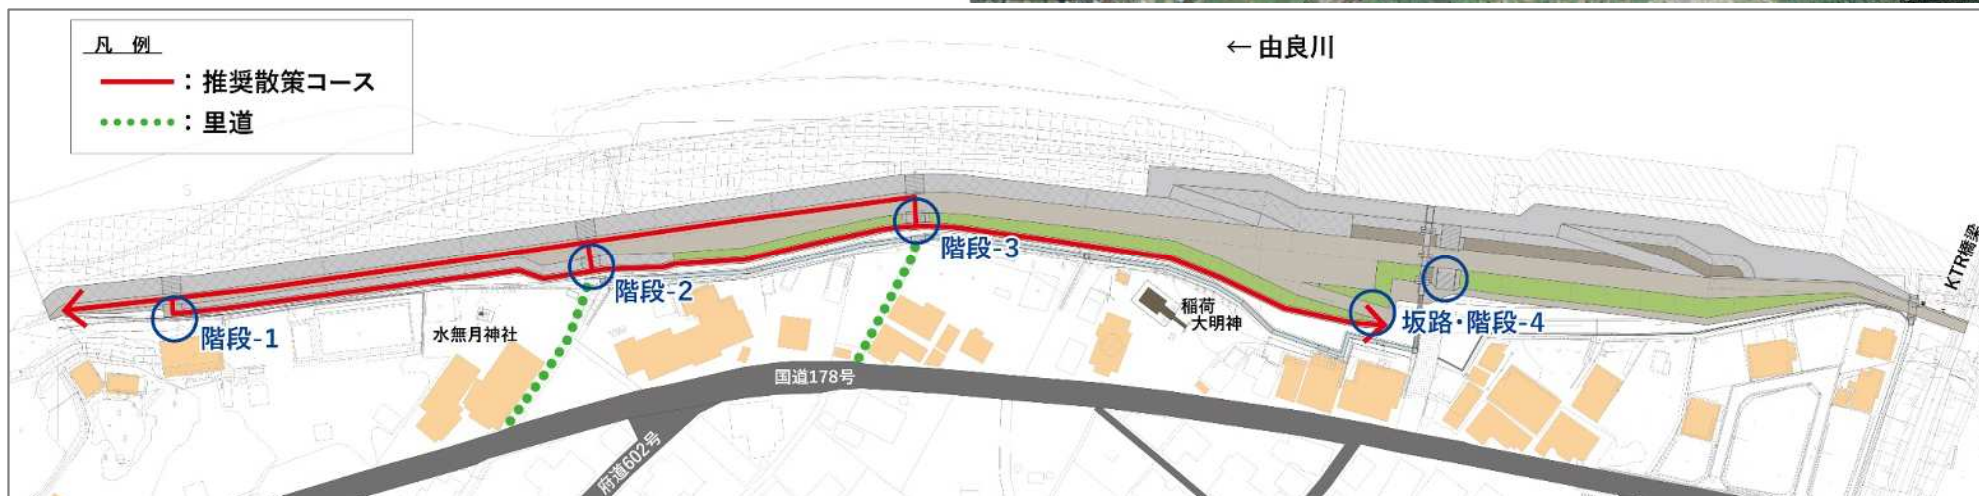 凡 例
：推奨散策コース
：里道
← 由良川
KTR橋梁
階段-3
階段-2
階段-1
坂路・階段-4
稲荷
大明神
水無月神社
国道178号
府道602号